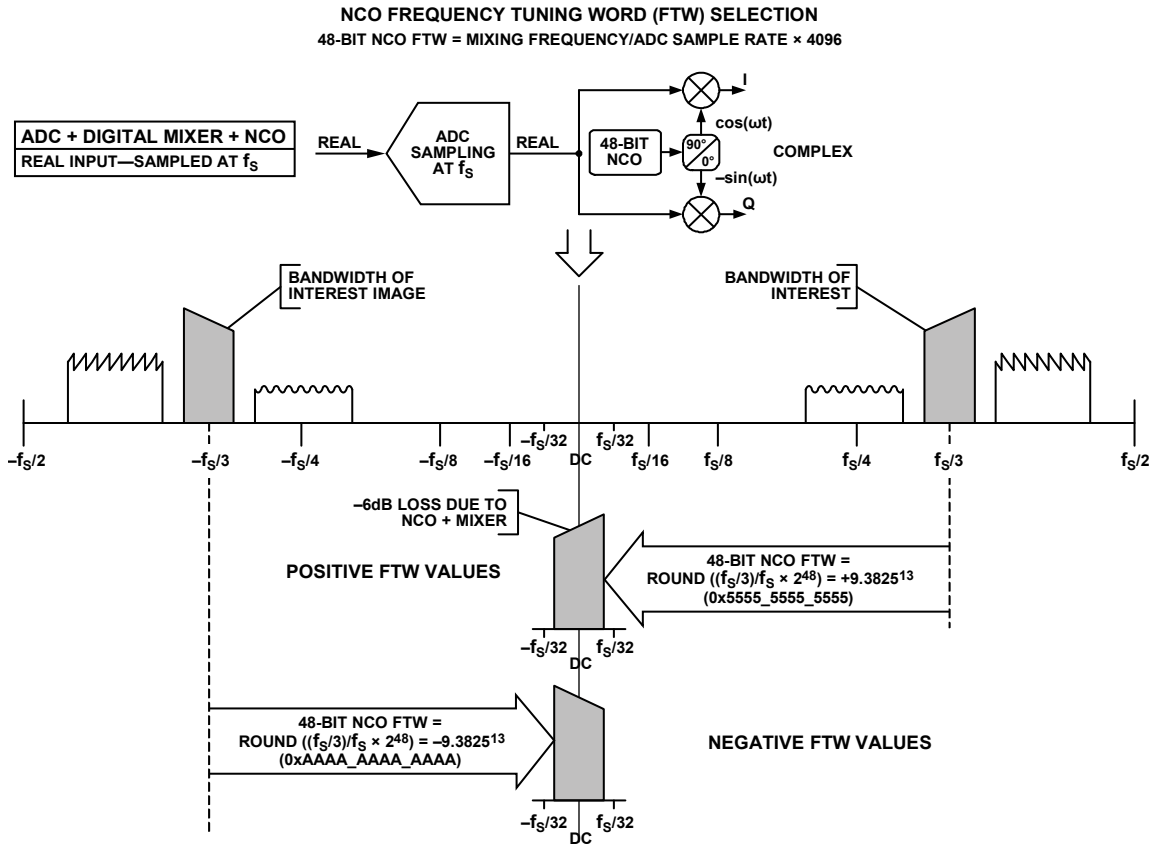 NCO FREQUENCY TUNING WORD (FTW) SELECTION
48-BIT NCO FTW = MIXING FREQUENCY/ADC SAMPLE RATE × 4096
ADC + DIGITAL MIXER + NCO
REAL INPUT—SAMPLED AT fS
REAL
ADC
SAMPLING
AT fS
REAL
48-BIT
NCO
90°
0°
I
cos(ωt)
COMPLEX
–sin(ωt)
Q
BANDWIDTH OF
INTEREST IMAGE
BANDWIDTH OF
INTEREST
–fS/2
–fS/3
–fS/4
–fS/8
–fS/16
–fS/32
DC
fS/32
fS/16
fS/8
fS/4
fS/3
fS/2
–6dB LOSS DUE TO
NCO + MIXER
POSITIVE FTW VALUES
48-BIT NCO FTW =
ROUND ((fS/3)/fS × 2⁴⁸) = +9.3825¹³
(0x5555_5555_5555)
–fS/32
DC
fS/32
48-BIT NCO FTW =
ROUND ((fS/3)/fS × 2⁴⁸) = –9.3825¹³
(0xAAAA_AAAA_AAAA)
NEGATIVE FTW VALUES
–fS/32
DC
fS/32